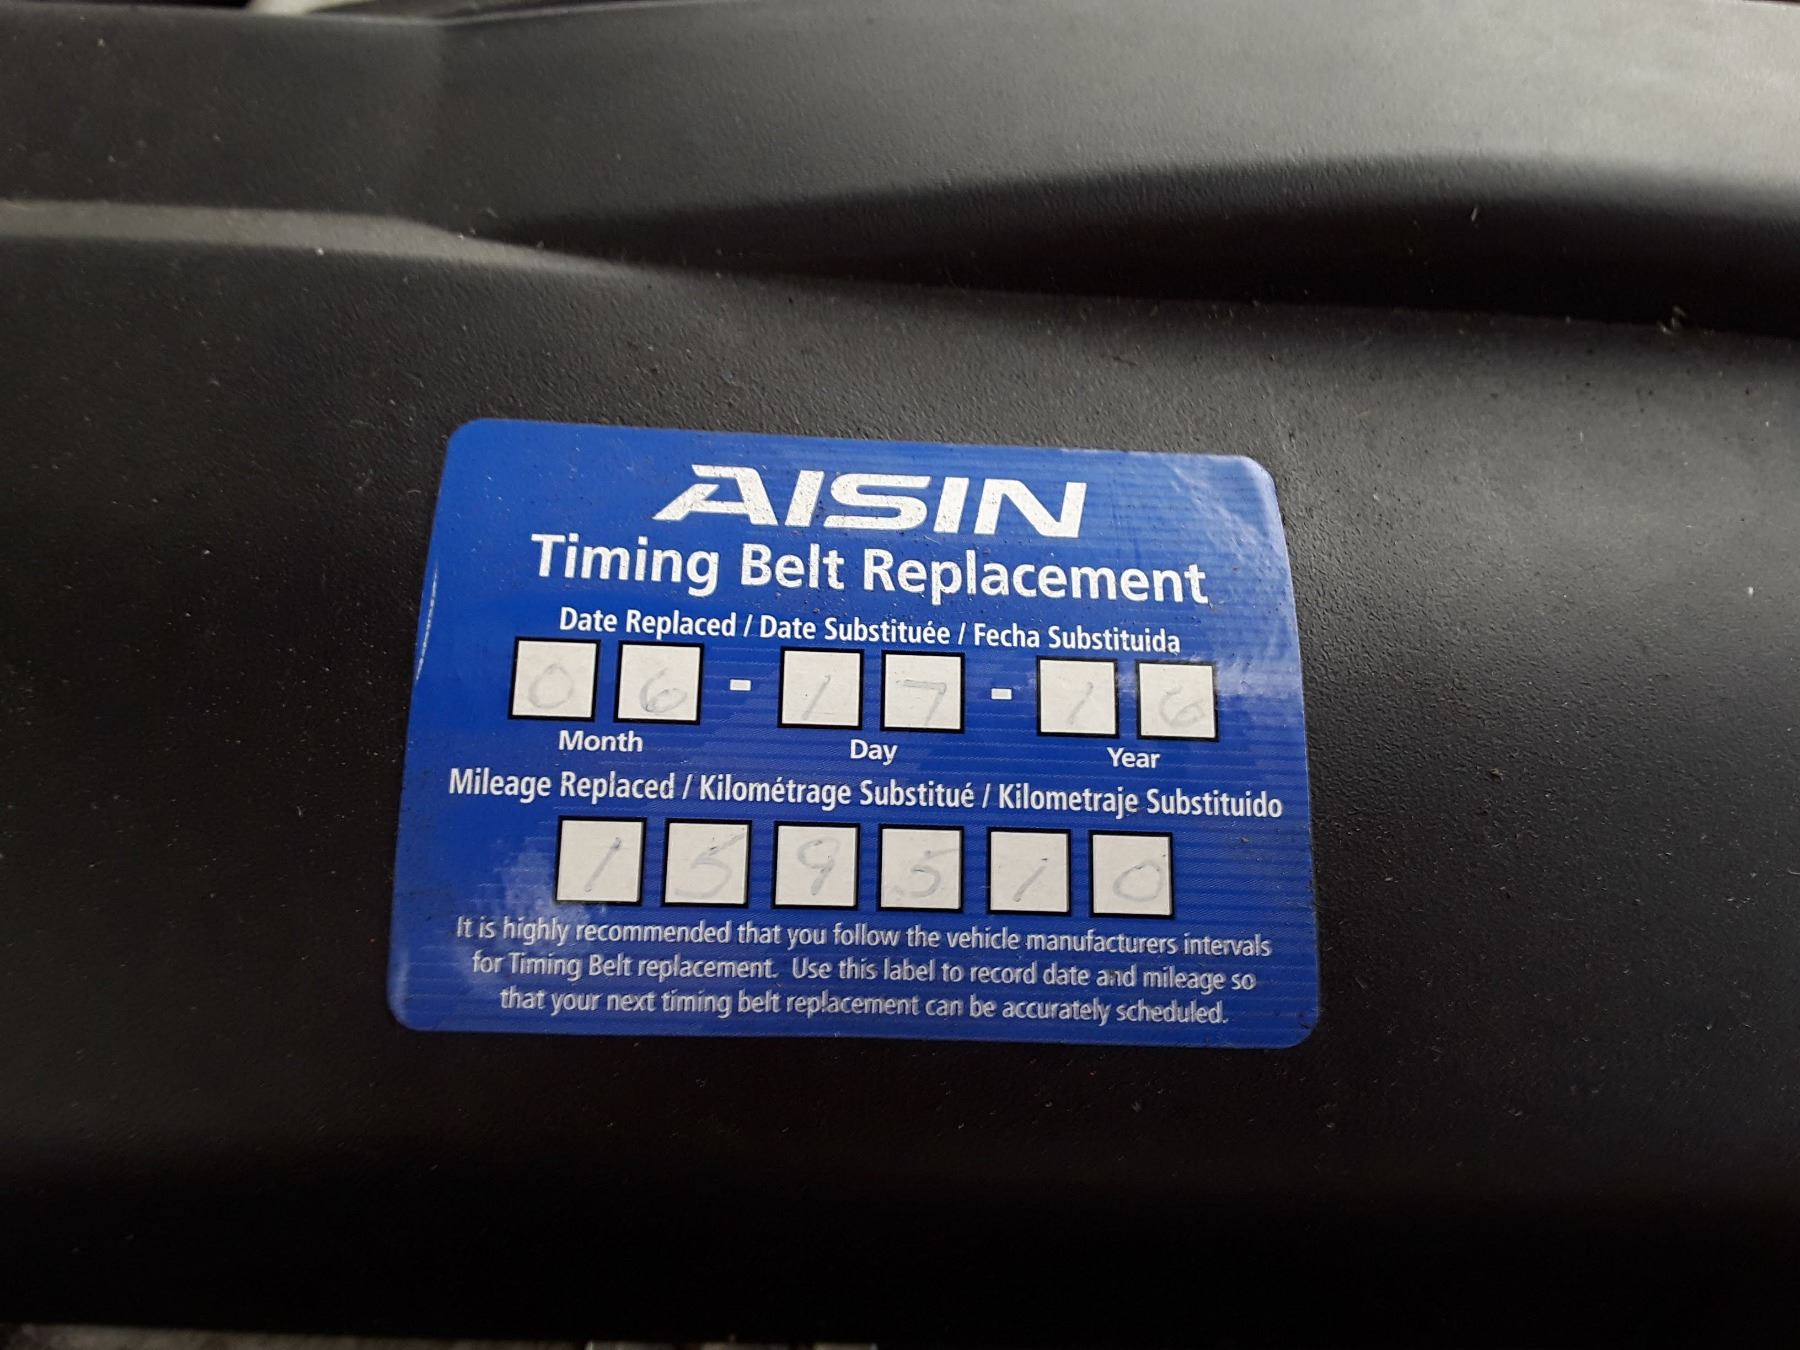 AISIN
Timing Belt Replacement
Date Replaced / Date Substituée / Fecha Substituida
06 - 17 - 16
Month Day Year
Mileage Replaced / Kilométrage Substitué / Kilometraje Substituido
159510
It is highly recommended that you follow the vehicle manufacturers intervals
for Timing Belt replacement. Use this label to record date and mileage so
that your next timing belt replacement can be accurately scheduled.